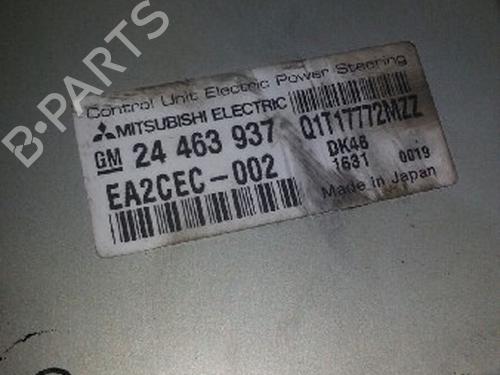 B-PARTS
Control Unit Electric Power Steering
MITSUBISHI ELECTRIC Q1T17772MZZ
GM 24 463 937 DK46
EA2CEC-002 1631 0019
Made in Japan